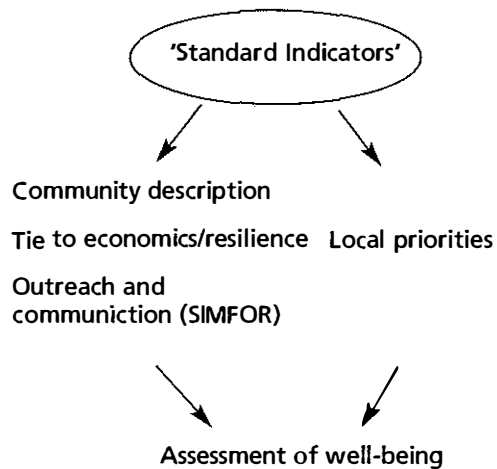 'Standard Indicators'
Community description
Tie to economics/resilience Local priorities
Outreach and
communiction (SIMFOR)
Assessment of well-being